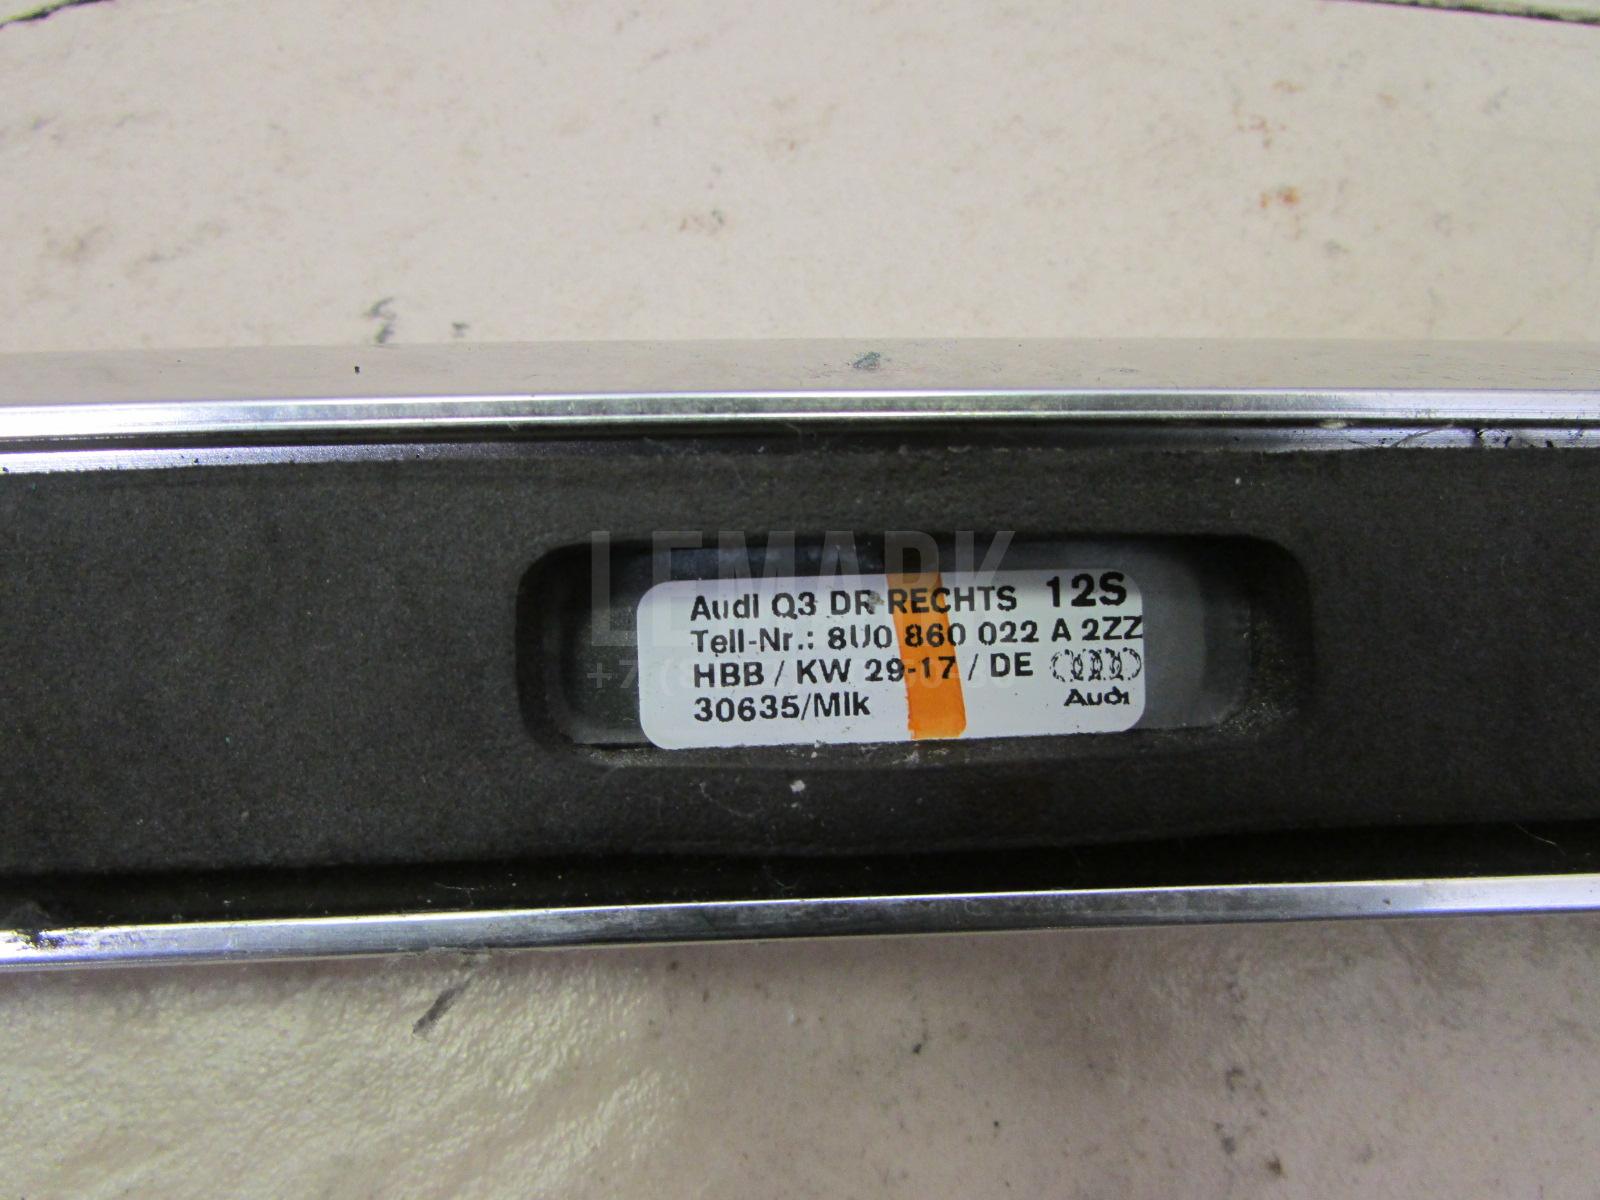 LEMARK
Audi Q3 DR RECHTS 12S
Teil-Nr.: 8U0 860 022 A 2ZZ
HBB / KW 29-17 / DE
30635/Mlk
Audi